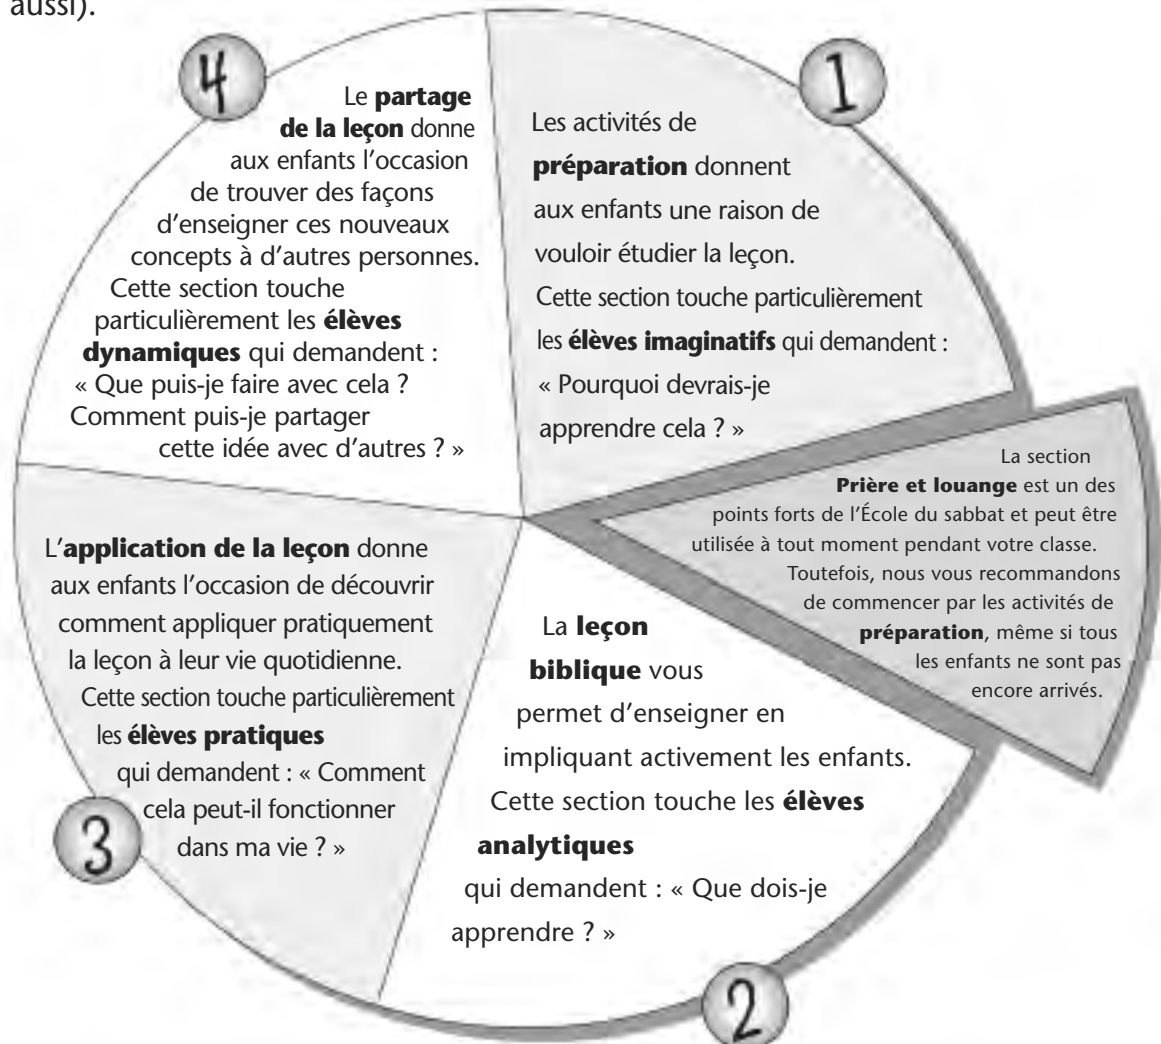 aussi).
1
Les activités de
préparation donnent
aux enfants une raison de
vouloir étudier la leçon.
Cette section touche particulièrement
les élèves imaginatifs qui demandent :
« Pourquoi devrais-je
apprendre cela ? »
La section
Prière et louange est un des
points forts de l'École du sabbat et peut être
utilisée à tout moment pendant votre classe.
Toutefois, nous vous recommandons
de commencer par les activités de
préparation, même si tous
les enfants ne sont pas
encore arrivés.
2
La leçon
biblique vous
permet d'enseigner en
impliquant activement les enfants.
Cette section touche les élèves
analytiques
qui demandent : « Que dois-je
apprendre ? »
3
L'application de la leçon donne
aux enfants l'occasion de découvrir
comment appliquer pratiquement
la leçon à leur vie quotidienne.
Cette section touche particulièrement
les élèves pratiques
qui demandent : « Comment
cela peut-il fonctionner
dans ma vie ? »
4
Le partage
de la leçon donne
aux enfants l'occasion
de trouver des façons
d'enseigner ces nouveaux
concepts à d'autres personnes.
Cette section touche
particulièrement les élèves
dynamiques qui demandent :
« Que puis-je faire avec cela ?
Comment puis-je partager
cette idée avec d'autres ? »